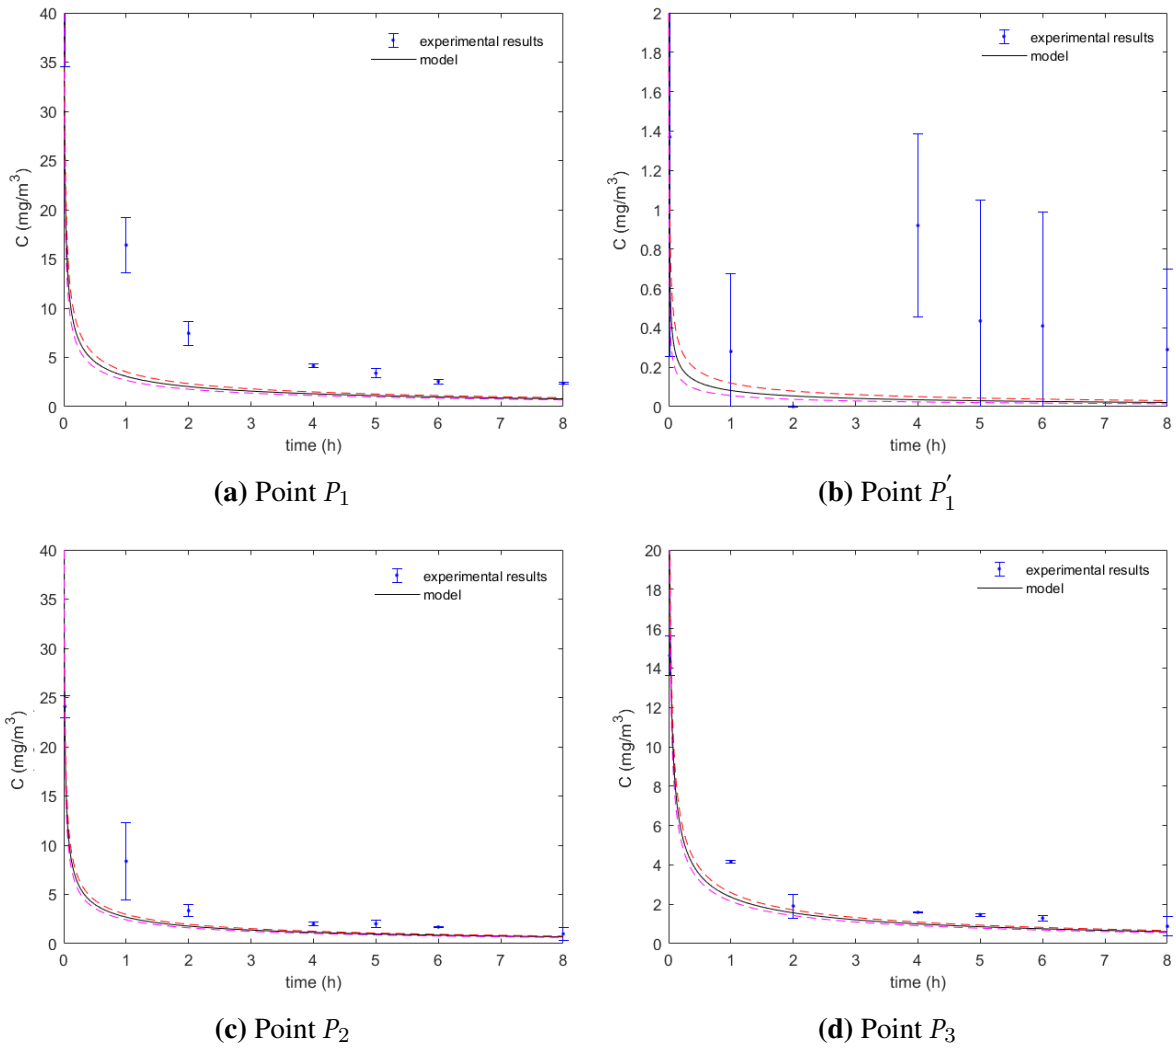 40
35
30
25
20
15
10
5
0
C (mg/m³)
0 1 2 3 4 5 6 7 8
time (h)
experimental results
model
(a) Point P₁
2
1.8
1.6
1.4
1.2
1
0.8
0.6
0.4
0.2
0
C (mg/m³)
0 1 2 3 4 5 6 7 8
time (h)
experimental results
model
(b) Point P₁′
40
35
30
25
20
15
10
5
0
C (mg/m³)
0 1 2 3 4 5 6 7 8
time (h)
experimental results
model
(c) Point P₂
20
18
16
14
12
10
8
6
4
2
0
C (mg/m³)
0 1 2 3 4 5 6 7 8
time (h)
experimental results
model
(d) Point P₃